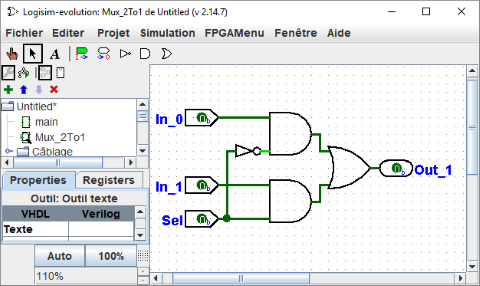 Logisim-evolution: Mux_2To1 de Untitled (v 2.14.7)
Fichier Editer Projet Simulation FPGAMenu Fenêtre Aide
A
Untitled*
main
Mux_2To1
Câblage
Properties Registers
Outil: Outil texte
VHDL Verilog
Texte
Auto 100%
110%
In_0
In_1
Sel
Out_1